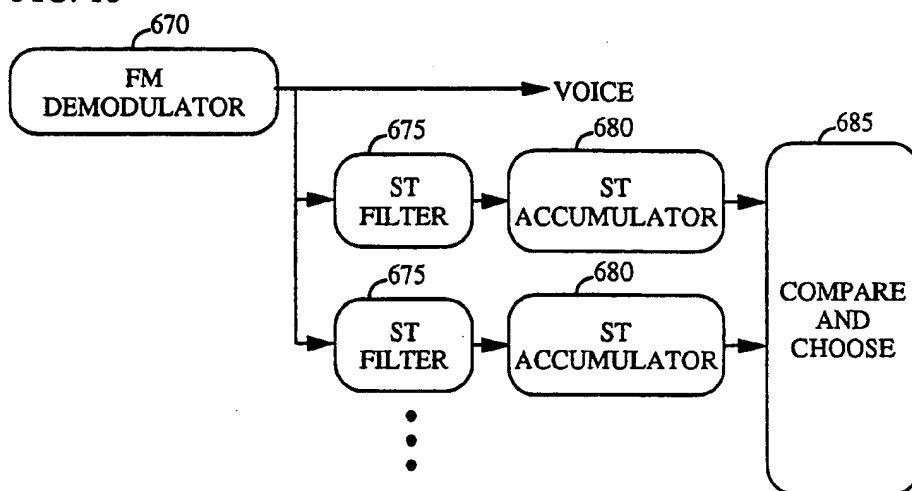 670
FM
DEMODULATOR
VOICE
675
680
685
ST
FILTER
ST
ACCUMULATOR
675
680
ST
FILTER
ST
ACCUMULATOR
COMPARE
AND
CHOOSE